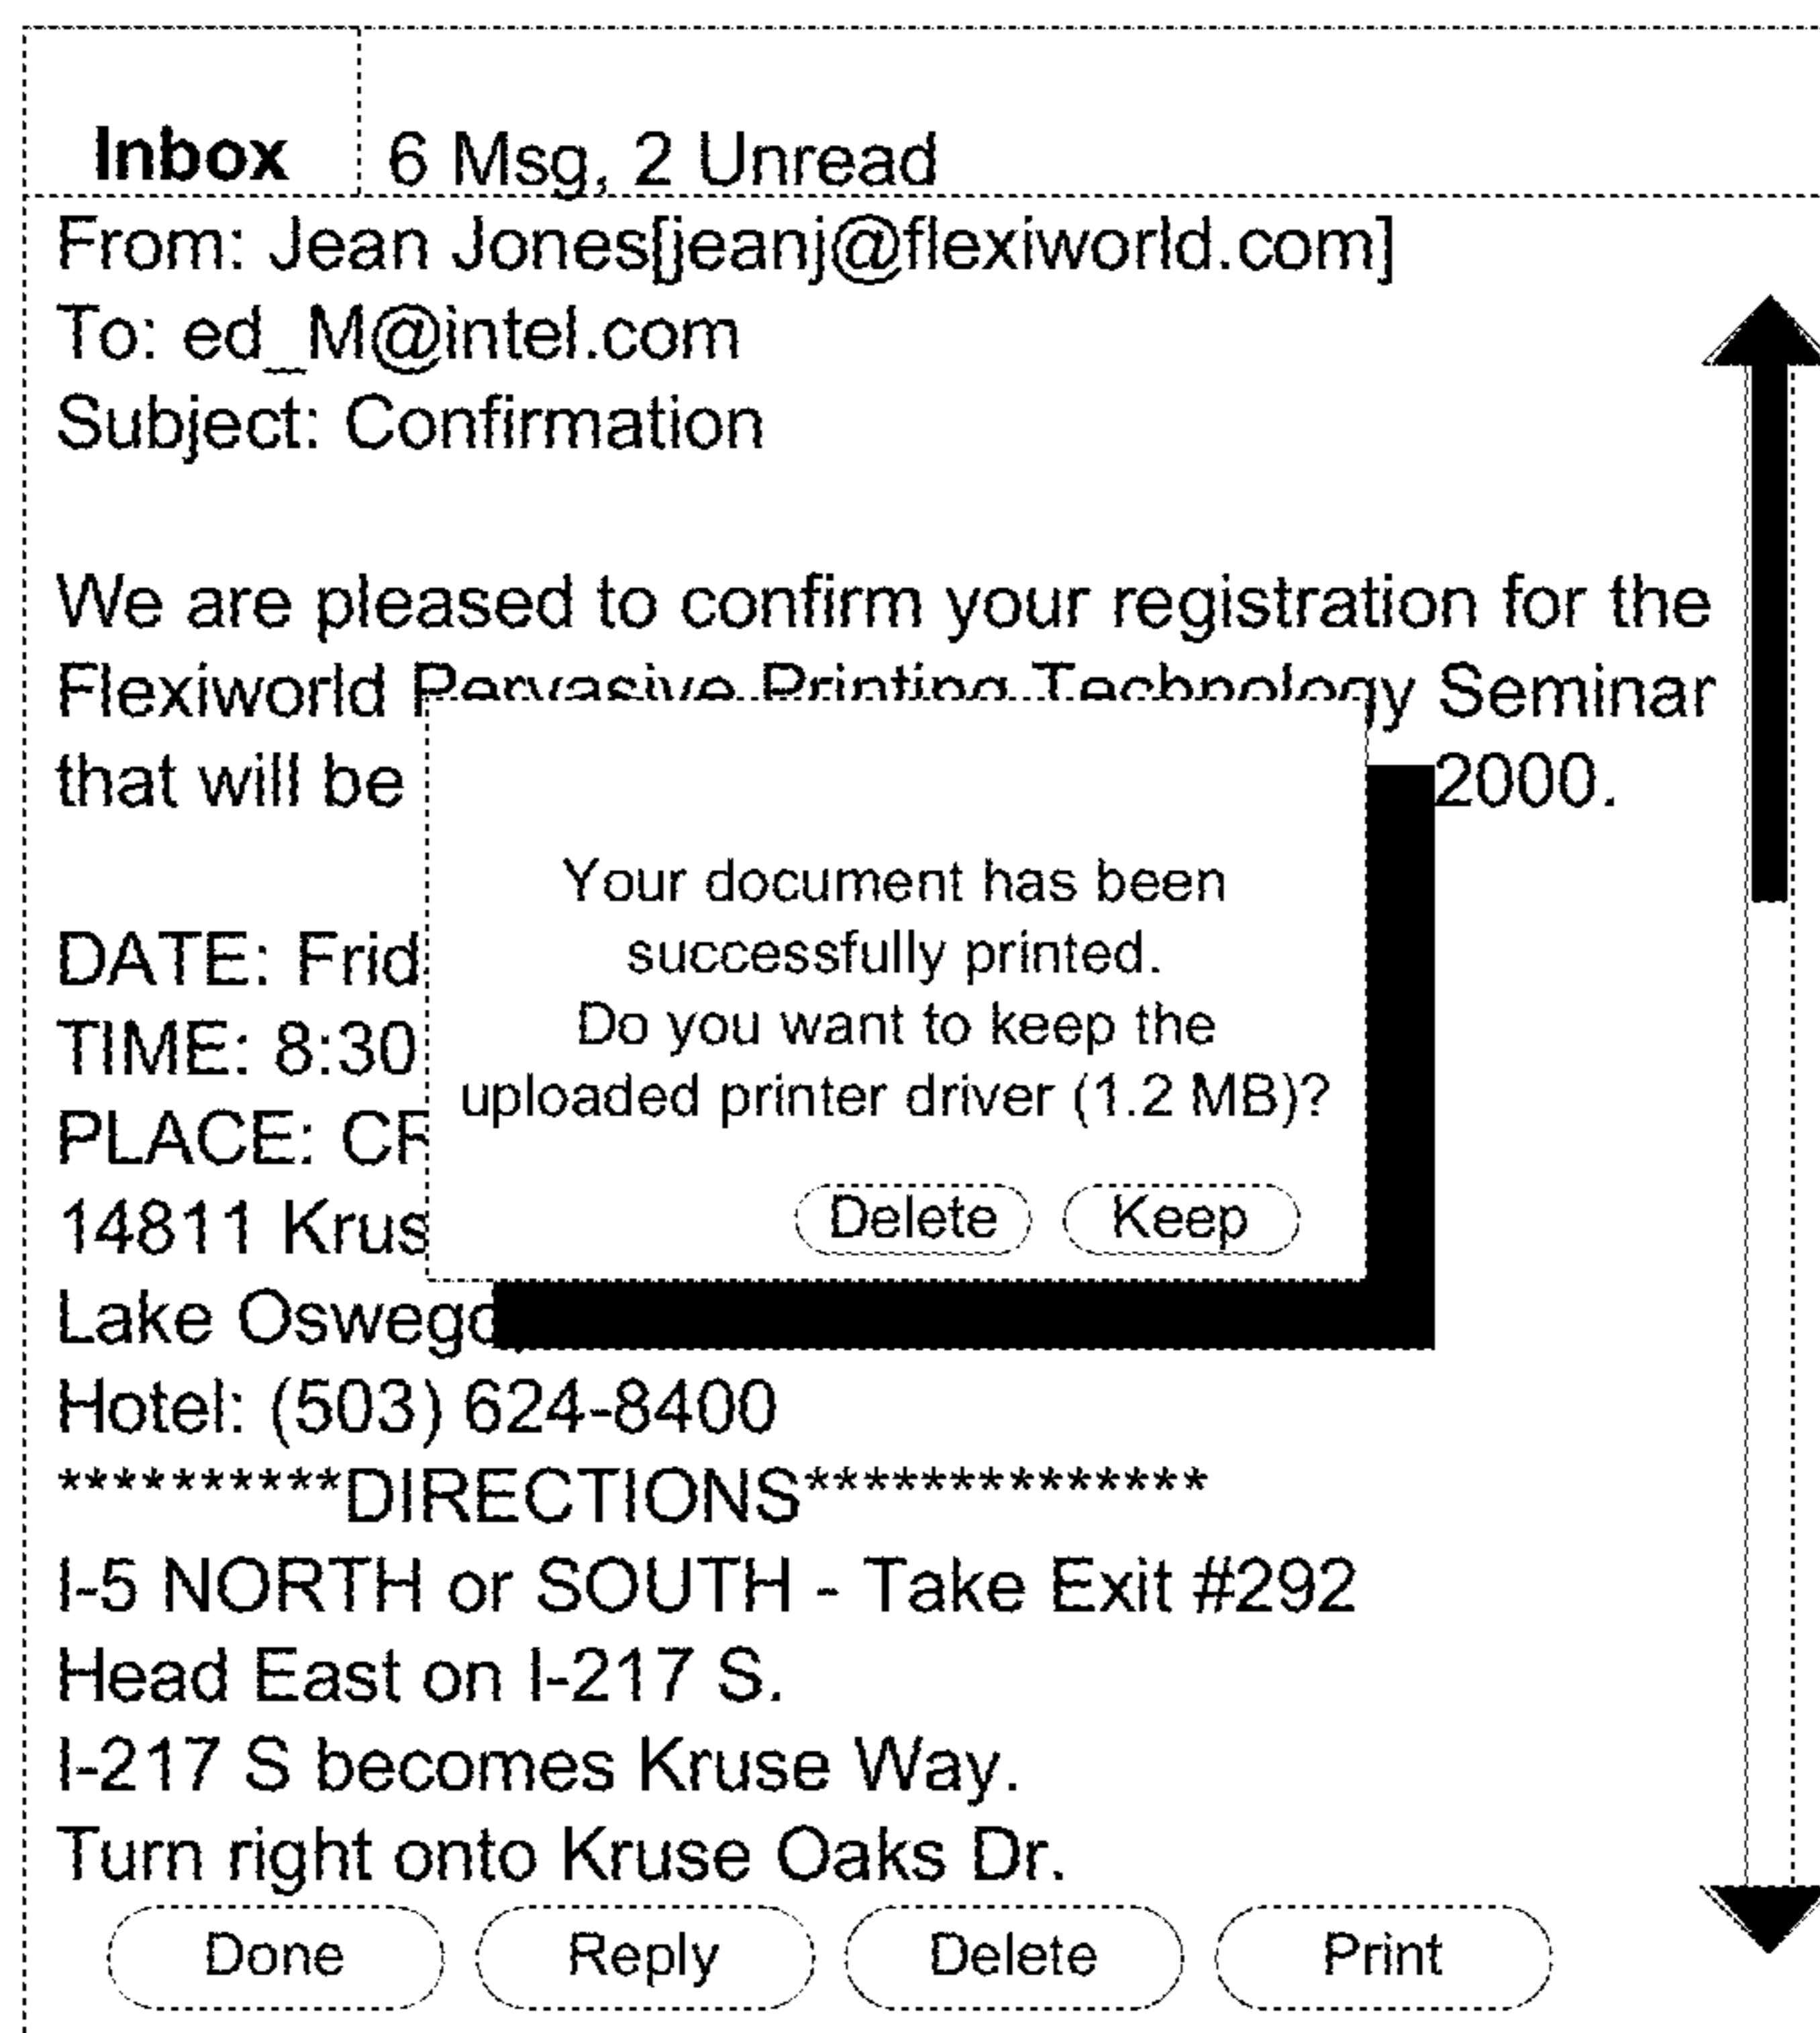 Inbox 6 Msg, 2 Unread
From: Jean Jones[jeanj@flexiworld.com]
To: ed_M@intel.com
Subject: Confirmation
We are pleased to confirm your registration for the
Flexiworld Pervasive Printing Technology Seminar
that will be 2000.
Your document has been
successfully printed.
Do you want to keep the
uploaded printer driver (1.2 MB)?
Delete Keep
DATE:
TIME: 8:30
PLACE:
14811
Lake Oswego,
Hotel: (503) 624-8400
**********DIRECTIONS**************
I-5 NORTH or SOUTH - Take Exit #292
Head East on I-217 S.
I-217 S becomes Kruse Way.
Turn right onto Kruse Oaks Dr.
Done Reply Delete Print